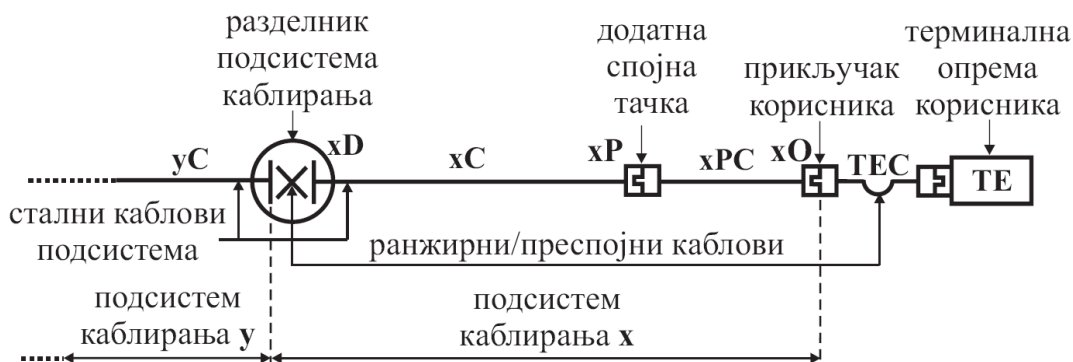 разделник
подсистема
каблирања
додатна
спојна
тачка
прикључак
корисника
терминална
опрема
корисника
yC
xD
xC
xP
xPC
xO
TEC
TE
стални каблови
подсистема
ранжирни/преспојни каблови
подсистем
каблирања y
подсистем
каблирања x